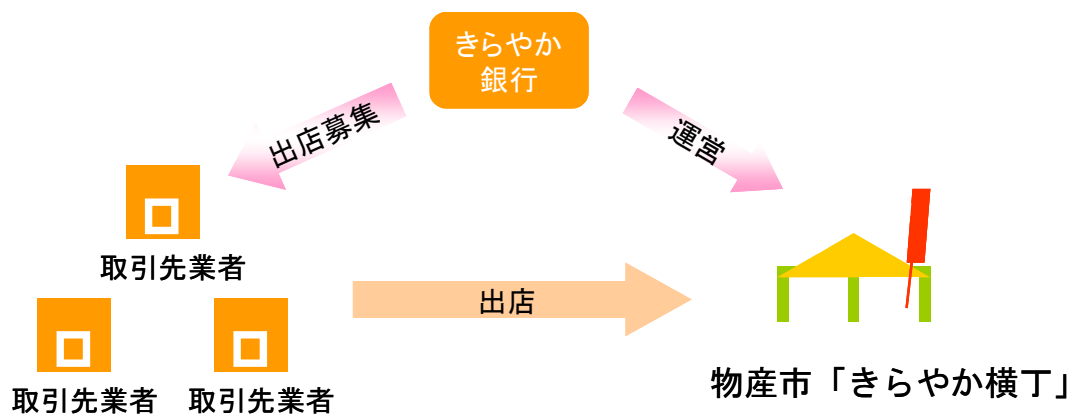 きらやか
銀行
出店募集
運営
取引先業者
出店
取引先業者
取引先業者
物産市「きらやか横丁」